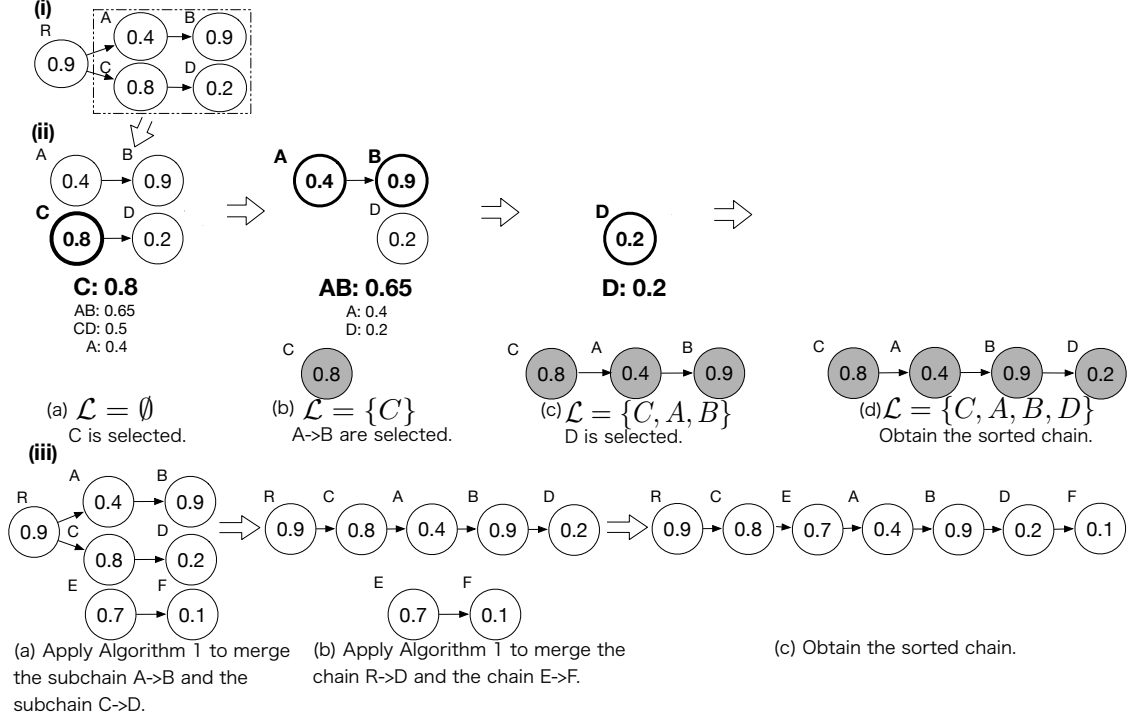 (i)
A B
R 0.4 0.9
0.9 C D
0.8 0.2
(ii)
A B
0.4 0.9
C D
0.8 0.2
C: 0.8
AB: 0.65
CD: 0.5
A: 0.4
A B
0.4 0.9
D
0.2
AB: 0.65
A: 0.4
D: 0.2
D
0.2
D: 0.2
C
0.8
C A B
0.8 0.4 0.9
C A B D
0.8 0.4 0.9 0.2
(a) ℒ = ∅
C is selected.
(b) ℒ = {C}
A->B are selected.
(c) ℒ = {C, A, B}
D is selected.
(d) ℒ = {C, A, B, D}
Obtain the sorted chain.
(iii)
A B
R 0.4 0.9
0.9 C D
0.8 0.2
E F
0.7 0.1
R C A B D
0.9 0.8 0.4 0.9 0.2
E F
0.7 0.1
R C E A B D F
0.9 0.8 0.7 0.4 0.9 0.2 0.1
(a) Apply Algorithm 1 to merge
the subchain A->B and the
subchain C->D.
(b) Apply Algorithm 1 to merge the
chain R->D and the chain E->F.
(c) Obtain the sorted chain.